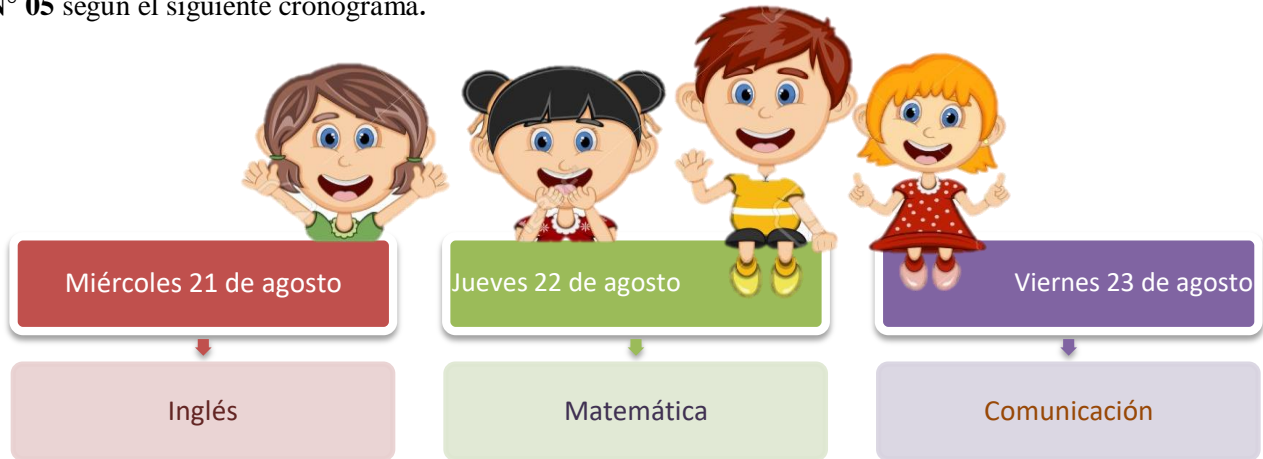 N° 05 según el siguiente cronograma.
Miércoles 21 de agosto
Jueves 22 de agosto
Viernes 23 de agosto
Inglés
Matemática
Comunicación